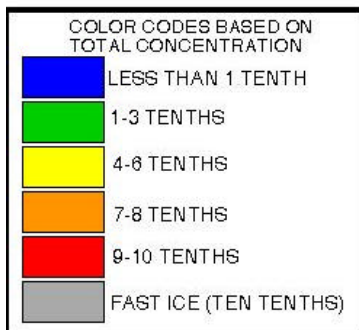 COLOR CODES BASED ON
TOTAL CONCENTRATION
LESS THAN 1 TENTH
1-3 TENTHS
4-6 TENTHS
7-8 TENTHS
9-10 TENTHS
FAST ICE (TEN TENTHS)